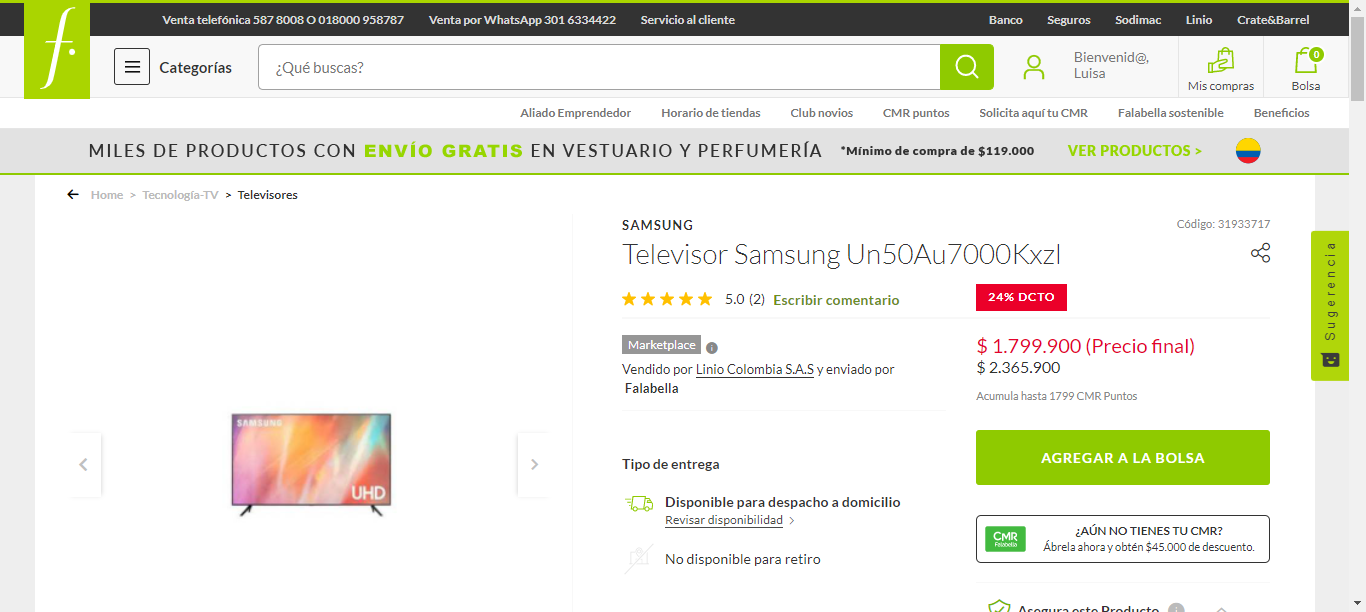 Venta telefónica 587 8008 O 018000 958787 Venta por WhatsApp 301 6334422 Servicio al cliente Banco Seguros Sodimac Linio Crate&Barrel
f.
Categorías ¿Qué buscas? Bienvenid@,
Luisa
Mis compras 0 Bolsa
Aliado Emprendedor Horario de tiendas Club novios CMR puntos Solicita aquí tu CMR Falabella sostenible Beneficios
MILES DE PRODUCTOS CON ENVÍO GRATIS EN VESTUARIO Y PERFUMERÍA *Mínimo de compra de $119.000 VER PRODUCTOS >
Home > Tecnología-TV > Televisores
SAMSUNG
UHD
SAMSUNG Código: 31933717
Televisor Samsung Un50Au7000Kxzl
5.0 (2) Escribir comentario
24% DCTO
Marketplace
Vendido por Linio Colombia S.A.S y enviado por
Falabella
$ 1.799.900 (Precio final)
$ 2.365.900
Acumula hasta 1799 CMR Puntos
Tipo de entrega
Disponible para despacho a domicilio
Revisar disponibilidad >
No disponible para retiro
AGREGAR A LA BOLSA
CMR
Falabella
¿AÚN NO TIENES TU CMR?
Ábrela ahora y obtén $45.000 de descuento.
Asegura este Producto
Sugerencia